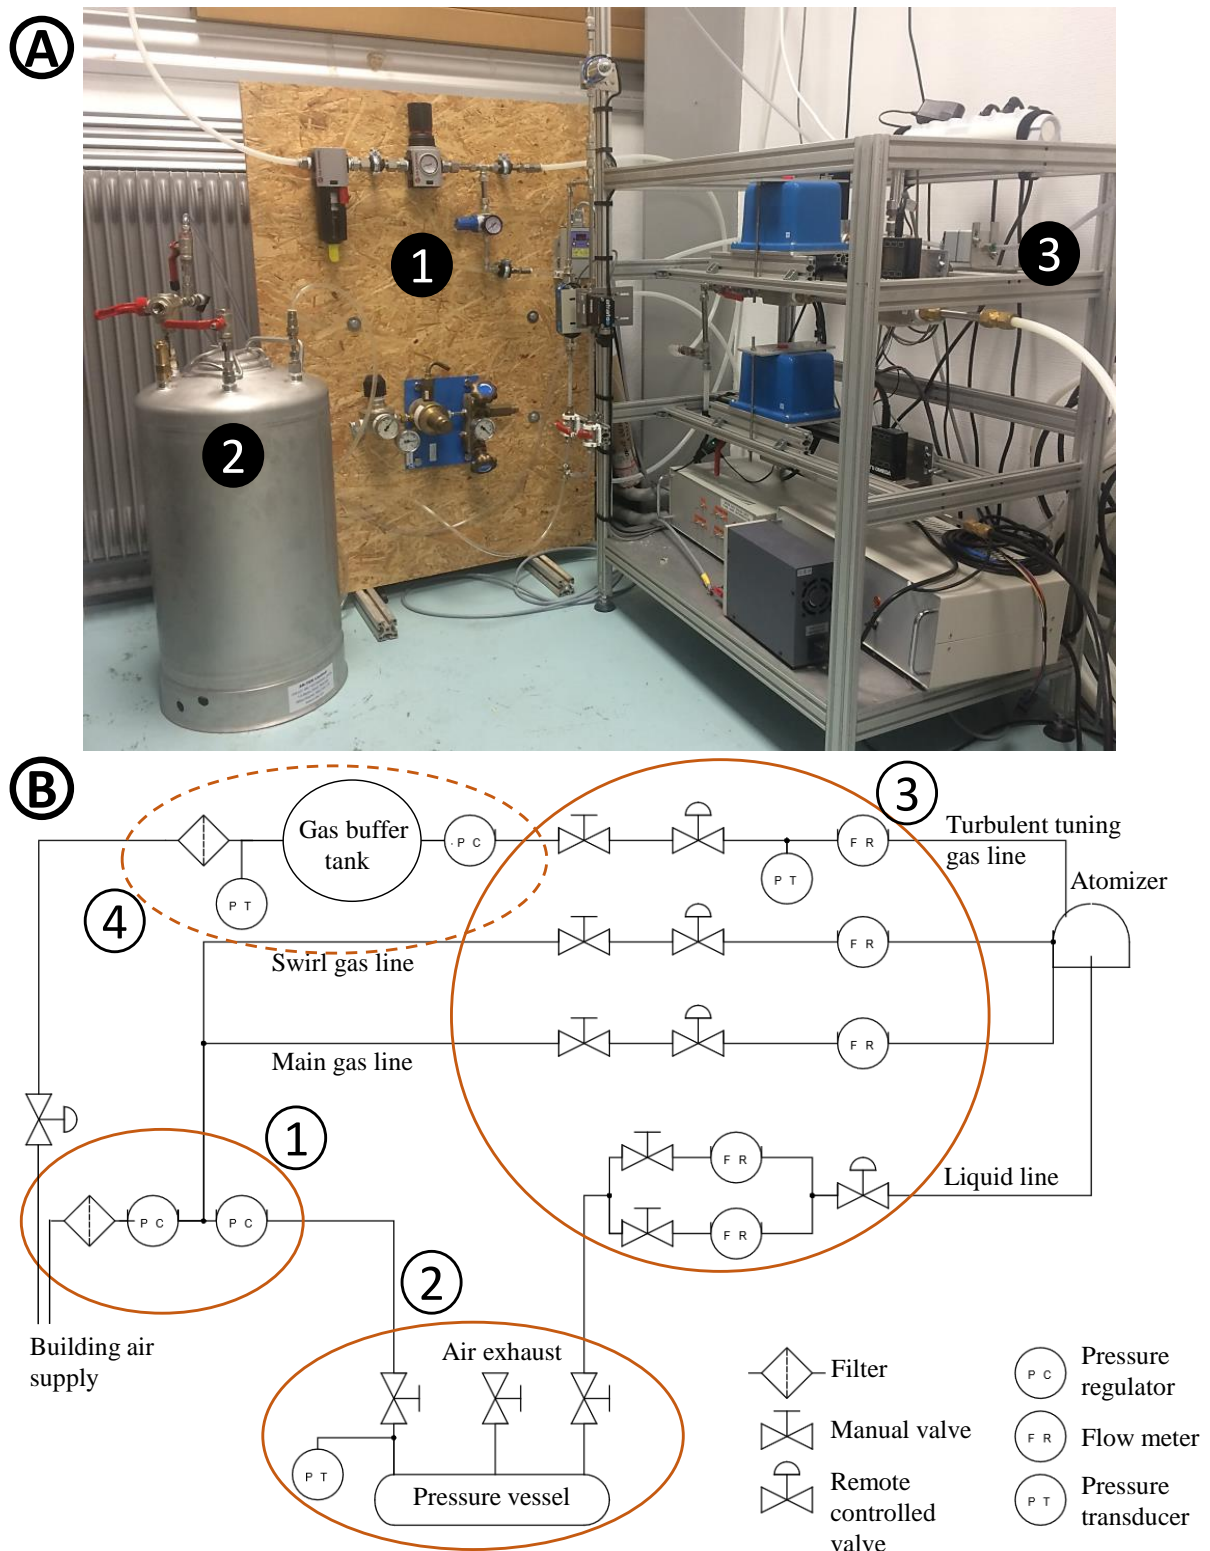 A
1
2
3
B
3
Gas buffer
tank
P C
Turbulent tuning
gas line
F R
P T
P T
Atomizer
4
F R
Swirl gas line
F R
Main gas line
1
F R
Liquid line
P C
P C
F R
2
Building air
supply
Air exhaust
P T
Pressure vessel
Filter
Manual valve
Remote
controlled
valve
P C
Pressure
regulator
F R
Flow meter
P T
Pressure
transducer